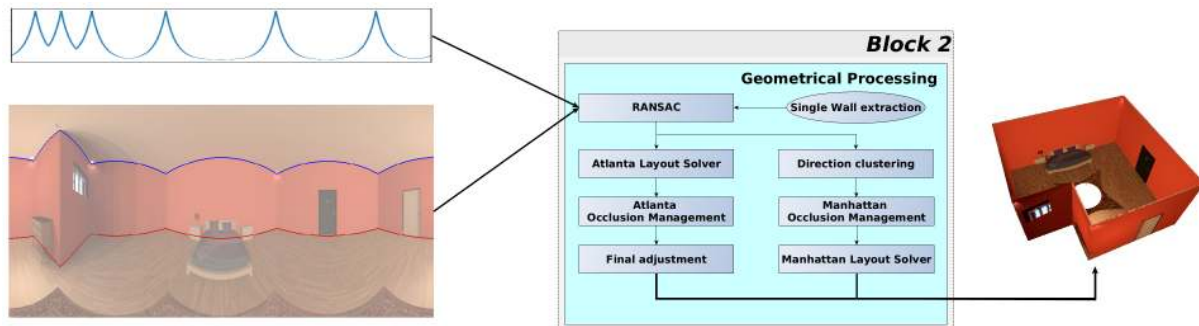 Block 2
Geometrical Processing
RANSAC
Single Wall extraction
Atlanta Layout Solver
Direction clustering
Atlanta
Occlusion Management
Manhattan
Occlusion Management
Final adjustment
Manhattan Layout Solver